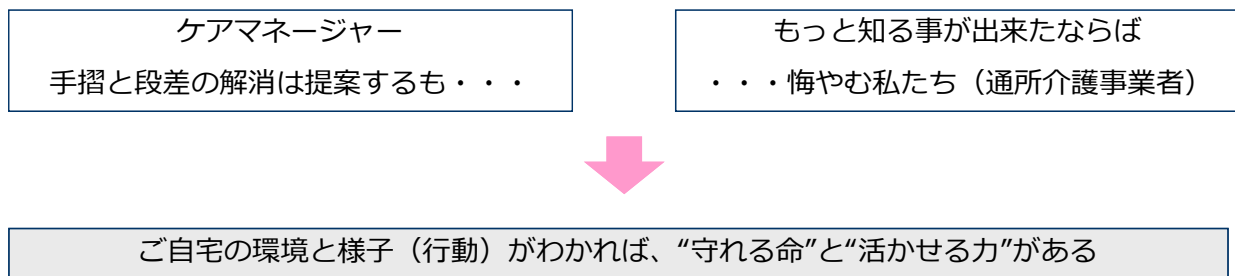 ケアマネージャー
手摺と段差の解消は提案するも・・・
もっと知る事が出来たならば
・・・悔やむ私たち（通所介護事業者）
ご自宅の環境と様子（行動）がわかれば、“守れる命”と“活かせる力”がある